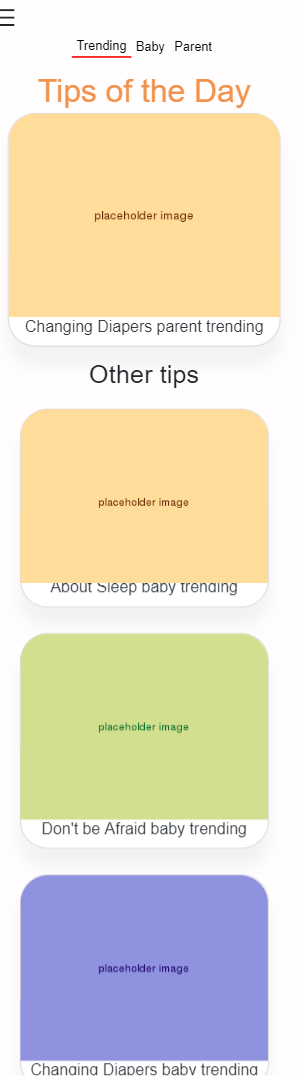 Trending Baby Parent
Tips of the Day
placeholder image
Changing Diapers parent trending
Other tips
placeholder image
About Sleep baby trending
placeholder image
Don't be Afraid baby trending
placeholder image
Changing Diapers baby trending